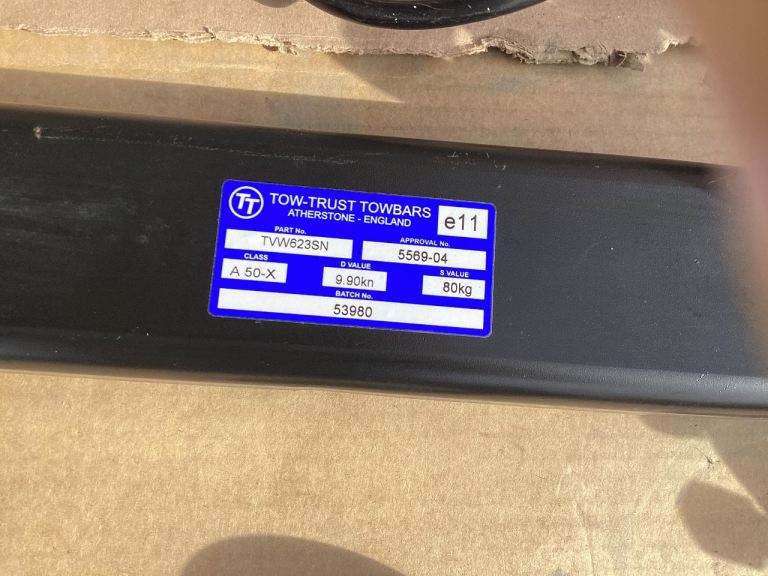 TT TOW-TRUST TOWBARS
ATHERSTONE - ENGLAND
e11
PART No. APPROVAL No.
TVW623SN 5569-04
CLASS D VALUE S VALUE
A 50-X 9.90kn 80kg
BATCH No.
53980